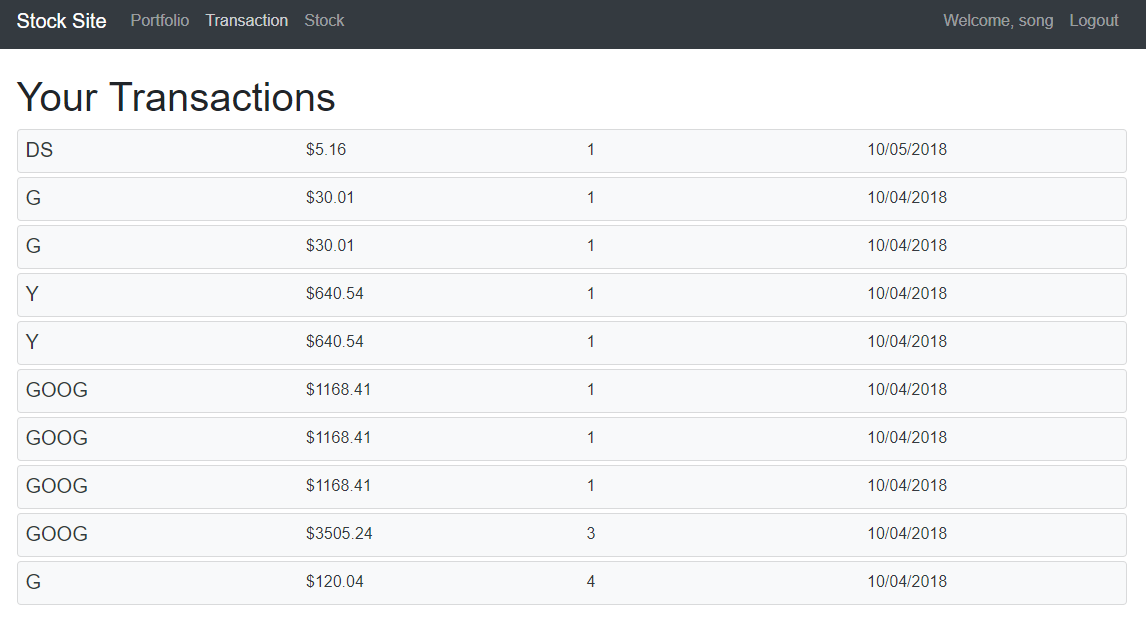 Stock Site Portfolio Transaction Stock Welcome, song Logout
Your Transactions
DS $5.16 1 10/05/2018
G $30.01 1 10/04/2018
G $30.01 1 10/04/2018
Y $640.54 1 10/04/2018
Y $640.54 1 10/04/2018
GOOG $1168.41 1 10/04/2018
GOOG $1168.41 1 10/04/2018
GOOG $1168.41 1 10/04/2018
GOOG $3505.24 3 10/04/2018
G $120.04 4 10/04/2018